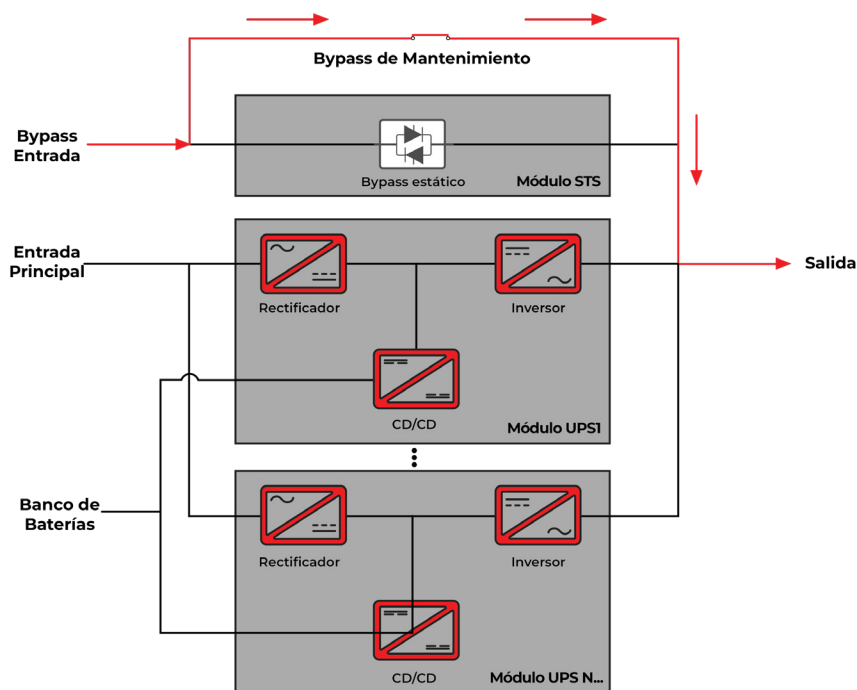 Bypass de Mantenimiento
Bypass
Entrada
Bypass estático
Módulo STS
Entrada
Principal
Rectificador
Inversor
Salida
CD/CD
Módulo UPS1
Banco de
Baterías
Rectificador
Inversor
CD/CD
Módulo UPS N...